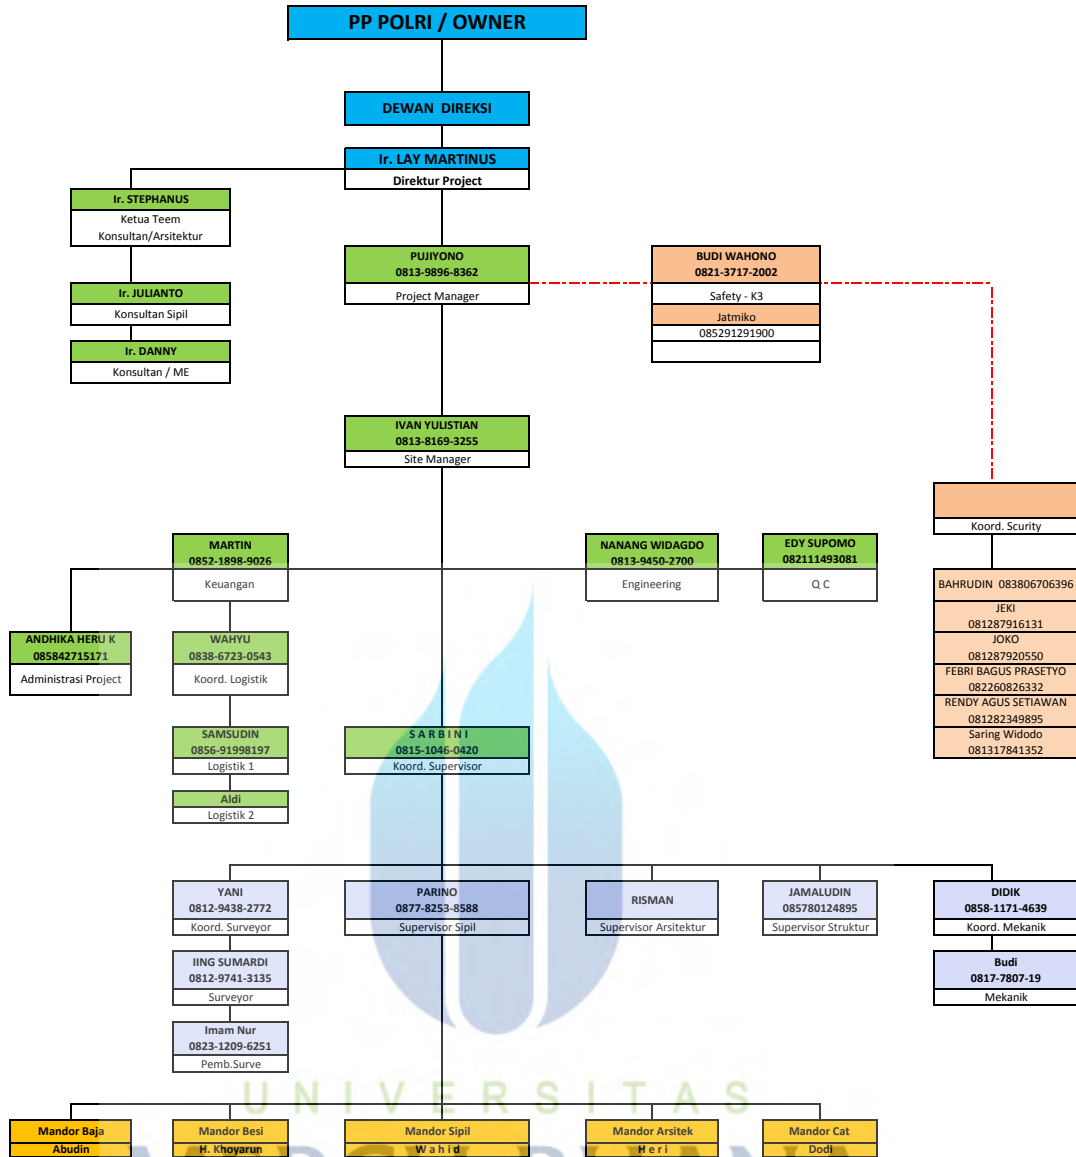 PP POLRI / OWNER
DEWAN DIREKSI
Ir. LAY MARTINUS
Direktur Project
Ir. STEPHANUS
Ketua Teem
Konsultan/Arsitektur
Ir. JULIANTO
Konsultan Sipil
Ir. DANNY
Konsultan / ME
PUJIYONO
0813-9896-8362
Project Manager
BUDI WAHONO
0821-3717-2002
Safety - K3
Jatmiko
085291291900
IVAN YULISTIAN
0813-8169-3255
Site Manager
Koord. Scurity
BAHRUDIN 083806706396
JEKI
081287916131
JOKO
081287920550
FEBRI BAGUS PRASETYO
082260826332
RENDY AGUS SETIAWAN
081282349895
Saring Widodo
081317841352
MARTIN
0852-1898-9026
Keuangan
NANANG WIDAGDO
0813-9450-2700
Engineering
EDY SUPOMO
082111493081
Q C
ANDHIKA HERU K
085842715171
Administrasi Project
WAHYU
0838-6723-0543
Koord. Logistik
SAMSUDIN
0856-91998197
Logistik 1
Aldi
Logistik 2
S A R B I N I
0815-1046-0420
Koord. Supervisor
YANI
0812-9438-2772
Koord. Surveyor
IING SUMARDI
0812-9741-3135
Surveyor
Imam Nur
0823-1209-6251
Pemb.Surve
PARINO
0877-8253-8588
Supervisor Sipil
RISMAN
Supervisor Arsitektur
JAMALUDIN
085780124895
Supervisor Struktur
DIDIK
0858-1171-4639
Koord. Mekanik
Budi
0817-7807-19
Mekanik
UNIVERSITAS
Mandor Baja
Abudin
Mandor Besi
H. Khoyarun
Mandor Sipil
W a h i d
Mandor Arsitek
H e r i
Mandor Cat
Dodi